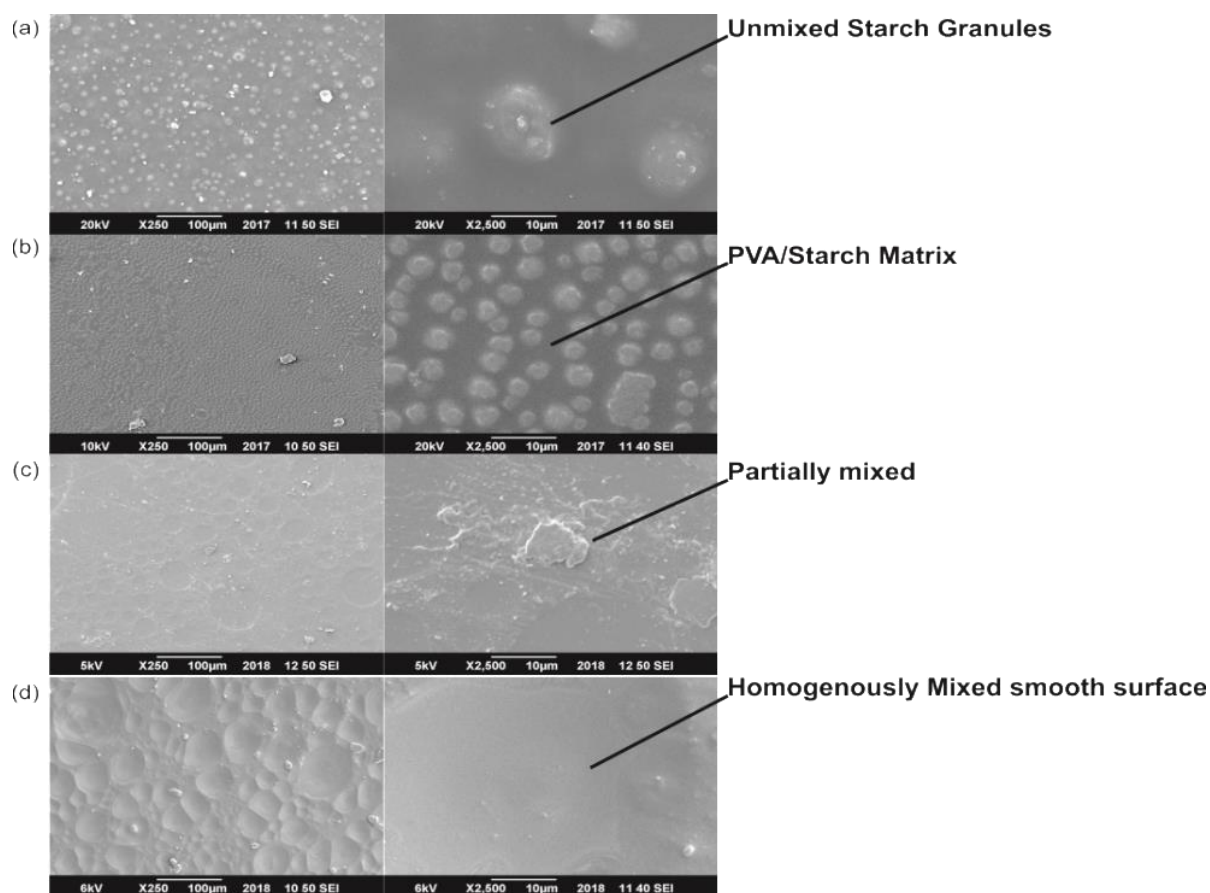 (a)
Unmixed Starch Granules
20kV X250 100µm 2017 11 50 SEI
20kV X2,500 10µm 2017 11 50 SEI
(b)
PVA/Starch Matrix
10kV X250 100µm 2017 10 50 SEI
20kV X2,500 10µm 2017 11 40 SEI
(c)
Partially mixed
5kV X250 100µm 2018 12 50 SEI
5kV X2,500 10µm 2018 12 50 SEI
(d)
Homogenously Mixed smooth surface
6kV X250 100µm 2018 10 50 SEI
6kV X2,500 10µm 2018 11 40 SEI